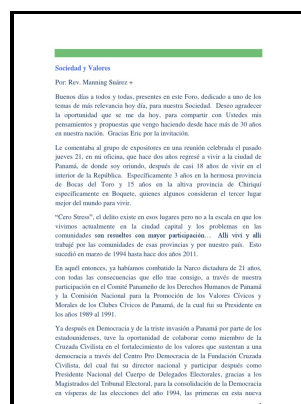 Sociedad y Valores
Por: Rev. Manning Suárez +
Buenos días a todos y todas, presentes en este Foro, dedicado a uno de los
temas de más relevancia hoy día, para nuestra Sociedad. Deseo agradecer
la oportunidad que se me da hoy, para compartir con Ustedes mis
pensamientos y propuestas que vengo haciendo desde hace mas de 30 años
en nuestra nación. Gracias Eric por la invitación.
Le comentaba al grupo de expositores en una reunión celebrada el pasado
jueves 21, en mi oficina, que hace dos años regresé a vivir a la ciudad de
Panamá, de donde soy oriundo, después de casi 18 años de vivir en el
interior de la República. Específicamente 3 años en la hermosa provincia
de Bocas del Toro y 15 años en la altiva provincia de Chiriquí
específicamente en Boquete, quienes algunos consideran el tercer lugar
mejor del mundo para vivir.
“Cero Stress”, el delito existe en esos lugares pero no a la escala en que los
vivimos actualmente en la ciudad capital y los problemas en las
comunidades son resueltos con mayor participación... Allí viví y allí
trabajé por las comunidades de esas provincias y por nuestro país. Esto
sucedió en marzo de 1994 hasta hace dos años 2011.
En aquél entonces, ya habíamos combatido la Narco dictadura de 21 años,
con todas las consecuencias que ello trae consigo, a través de nuestra
participación en el Comité Panameño de los Derechos Humanos de Panamá
y la Comisión Nacional para la Promoción de los Valores Cívicos y
Morales de los Clubes Cívicos de Panamá, de la cual fui su Presidente en
los años 1989 al 1991.
Ya después en Democracia y de la triste invasión a Panamá por parte de los
estadounidenses, tuve la oportunidad de colaborar como miembro de la
Cruzada Civilista en el fortalecimiento de los valores que sustentan a una
democracia a través del Centro Pro Democracia de la Fundación Cruzada
Civilista, del cual fui su director nacional y participar después como
Presidente Nacional del Cuerpo de Delegados Electorales, gracias a los
Magistrados del Tribunal Electoral, para la consolidación de la Democracia
en vísperas de las elecciones del año 1994, las primeras en esta nueva